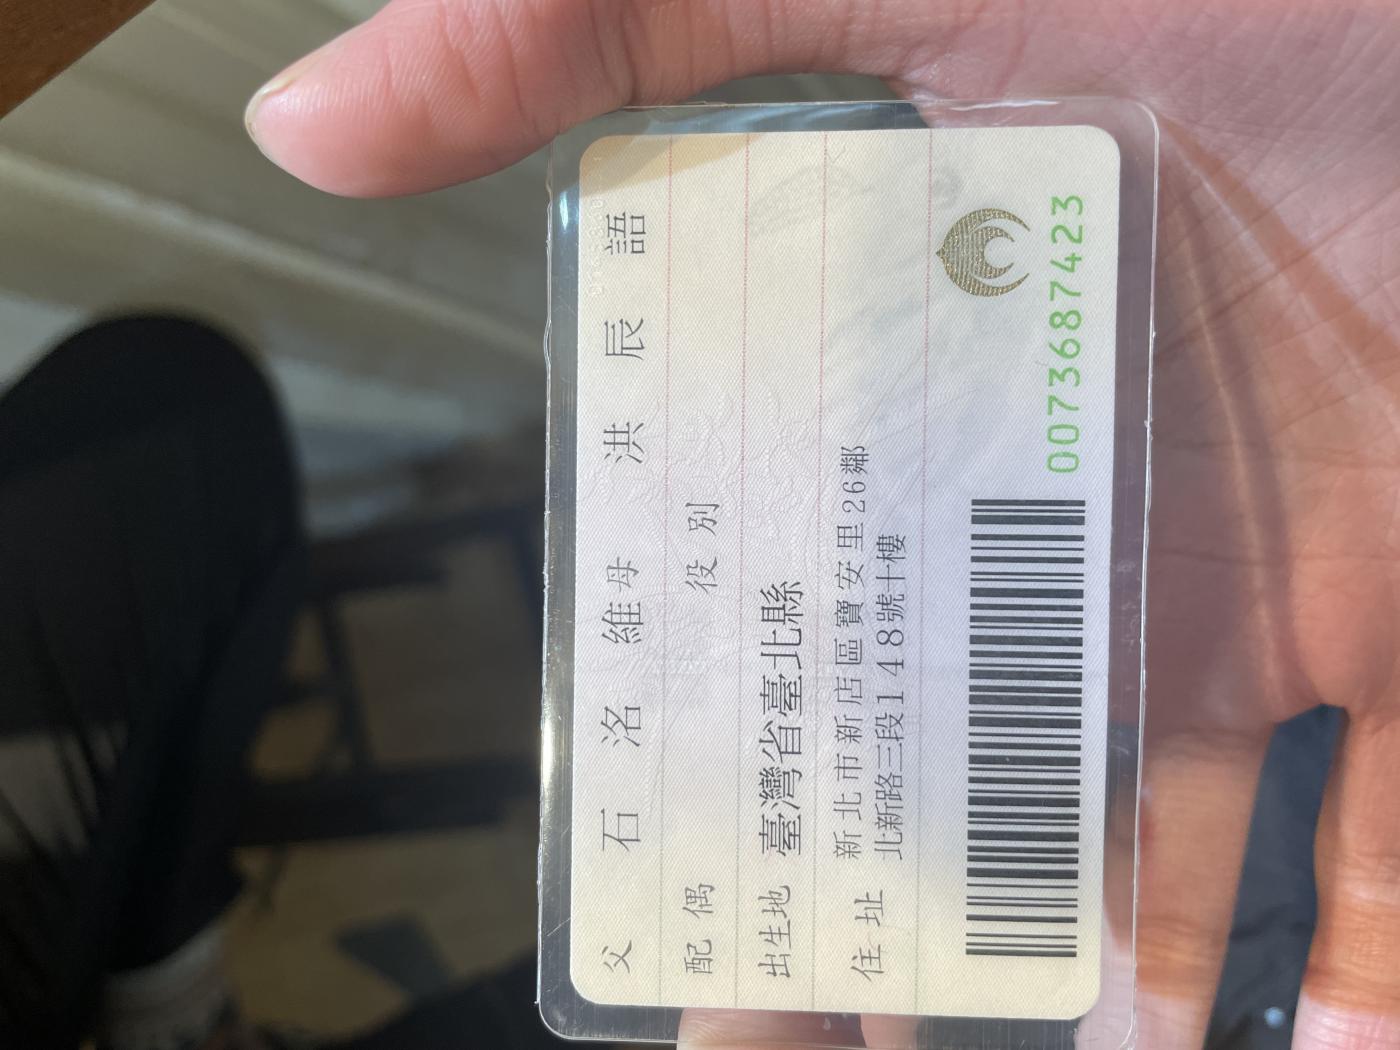 父 石洺維 母 洪辰語
配偶 役別
出生地 臺灣省臺北縣
住址 新北市新店區寶安里26鄰
北新路三段148號十樓
0073687423